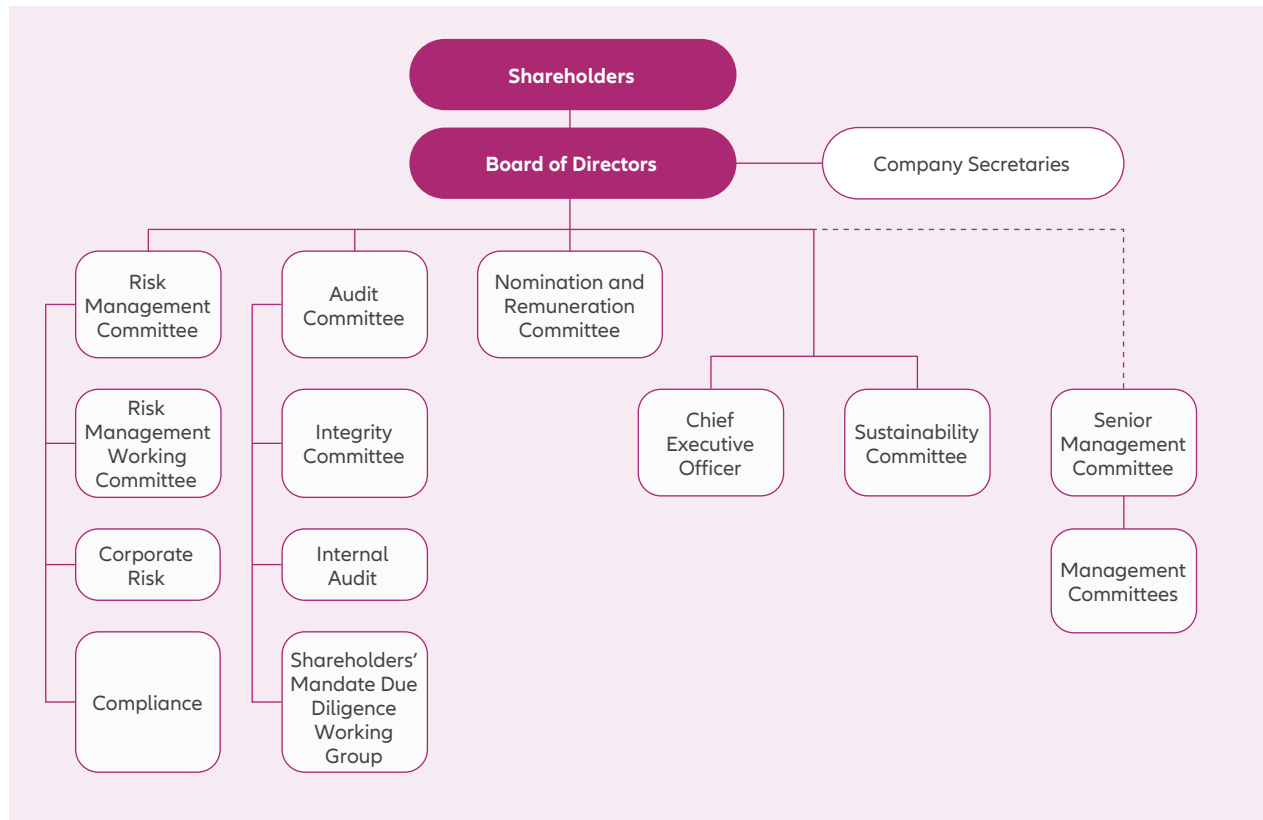 Shareholders
Board of Directors
Company Secretaries
Risk
Management
Committee
Audit
Committee
Nomination and
Remuneration
Committee
Risk
Management
Working
Committee
Integrity
Committee
Chief
Executive
Officer
Sustainability
Committee
Senior
Management
Committee
Corporate
Risk
Internal
Audit
Management
Committees
Compliance
Shareholders’
Mandate Due
Diligence
Working
Group